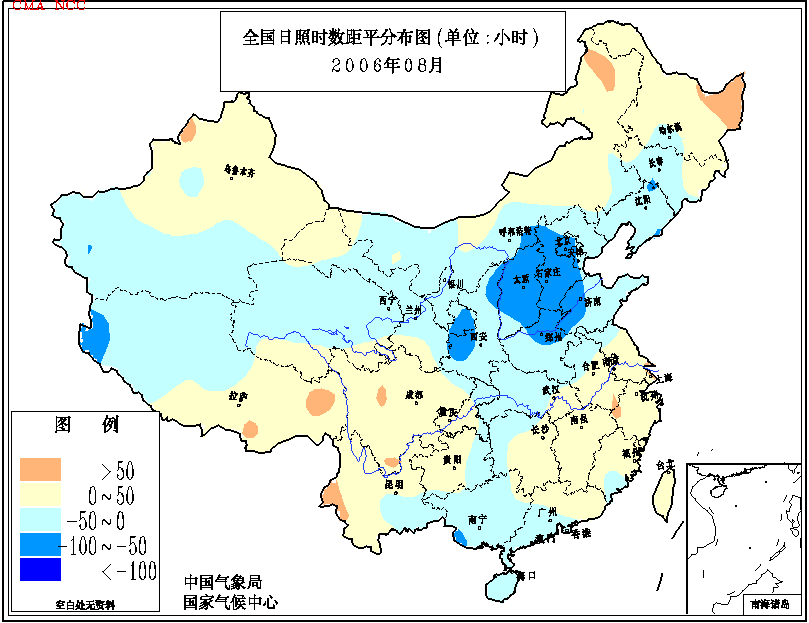 CMA NCC
全国日照时数距平分布图(单位:小时)
2006年08月
哈尔滨
长春
乌鲁木齐
沈阳
呼和浩特
北京
天津
太原
石家庄
银川
西宁
兰州
济南
西安
郑州
合肥
南京
上海
拉萨
成都
武汉
杭州
重庆
长沙
南昌
贵阳
福州
台北
昆明
南宁
广州
澳门
香港
海口
图 例
>50
0~50
-50~0
-100~-50
<-100
空白处无资料
中国气象局
国家气候中心
南海诸岛